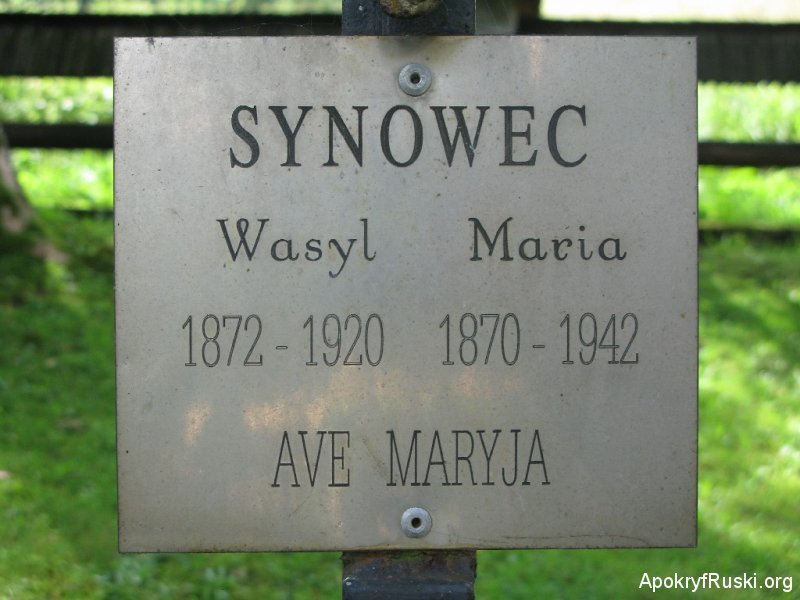 SYNOWEC
Wasyl Maria
1872 - 1920 1870 - 1942
AVE MARYJA
ApokryfRuski.org